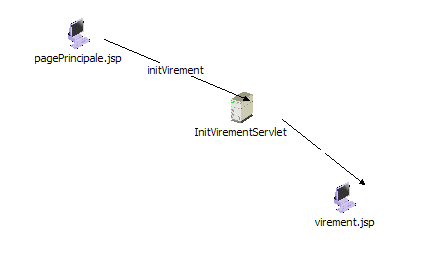 pagePrincipale.jsp
initVirement
InitVirementServlet
virement.jsp